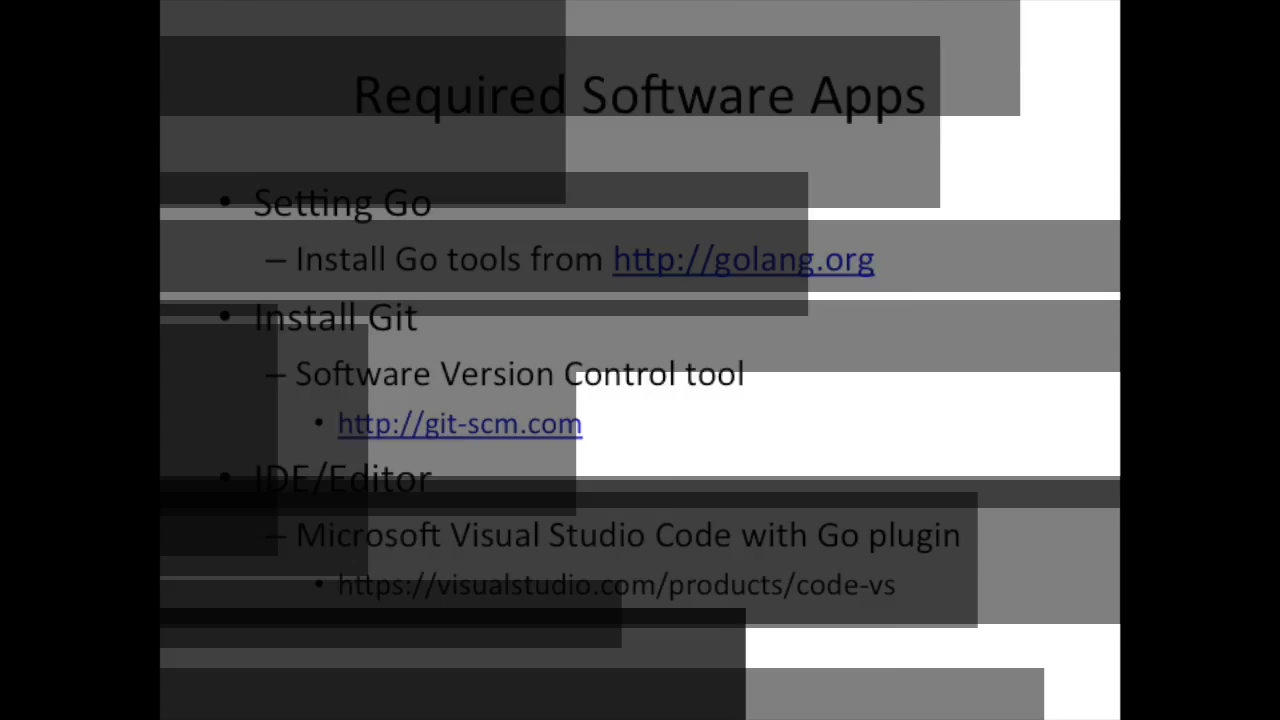 Required Software Apps
• Setting Go
– Install Go tools from http://golang.org
• Install Git
– Software Version Control tool
• http://git-scm.com
• IDE/Editor
– Microsoft Visual Studio Code with Go plugin
• https://visualstudio.com/products/code-vs